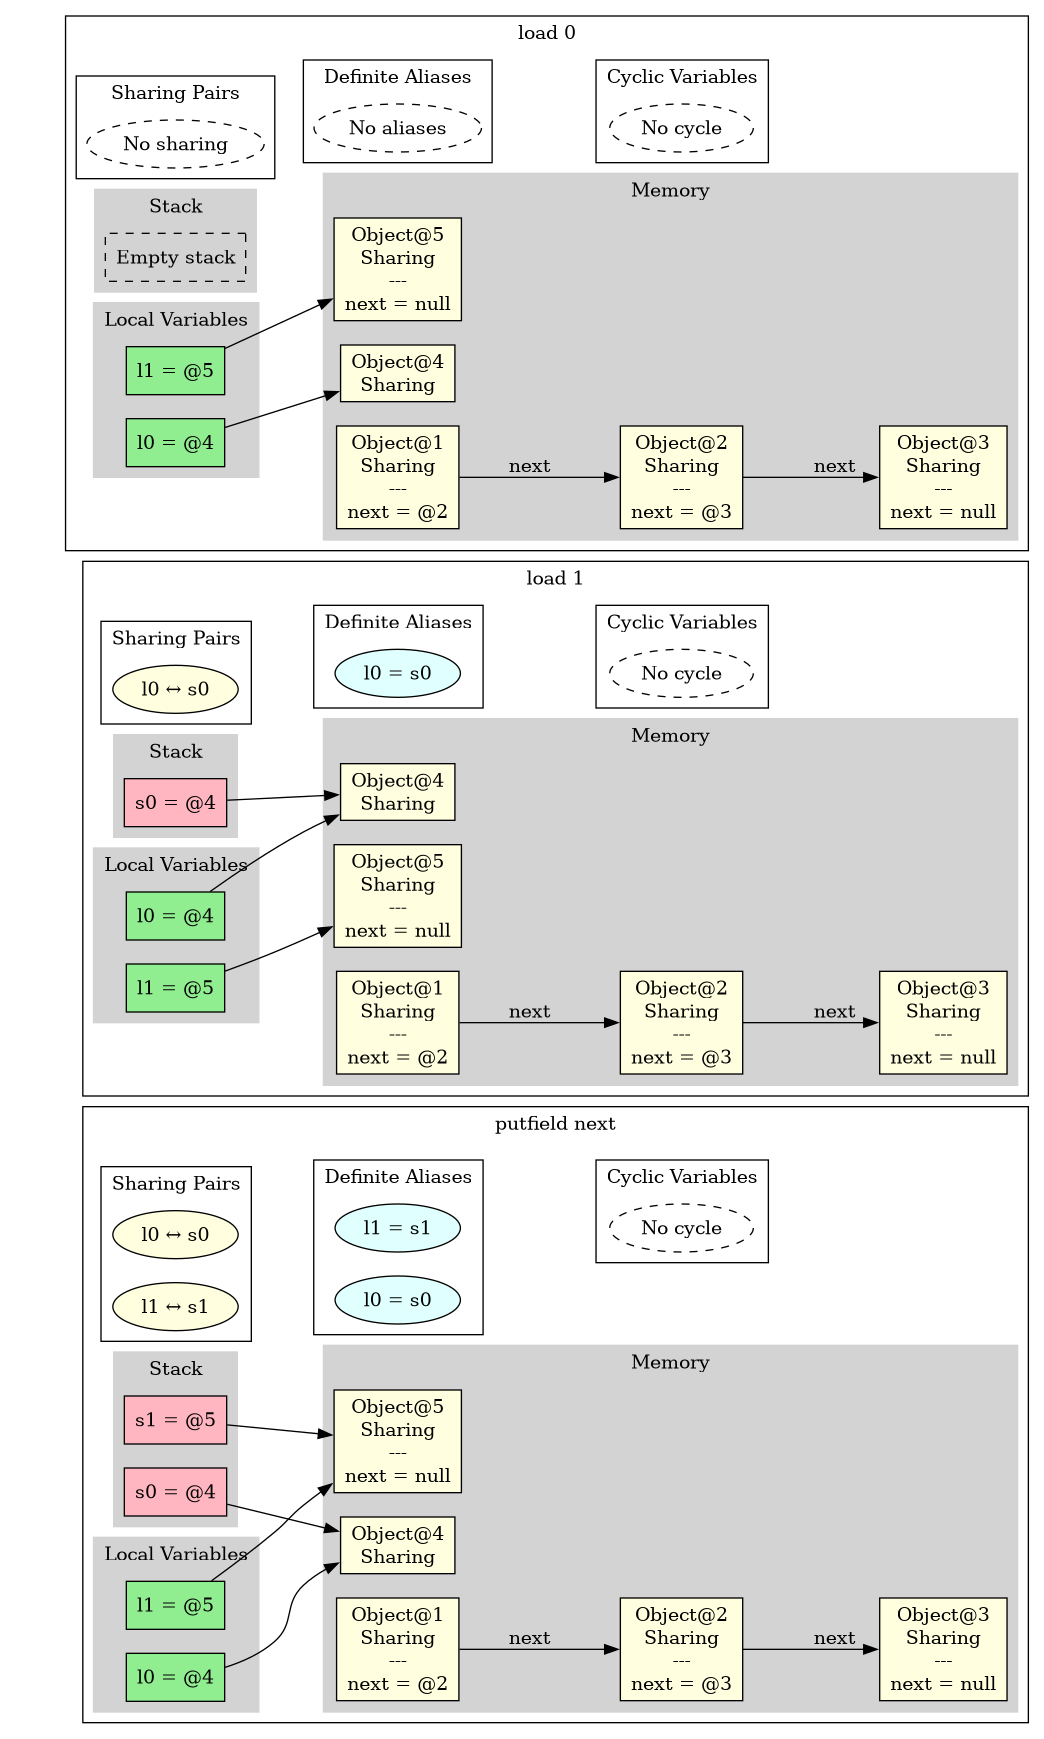 load 0
Sharing Pairs
No sharing
Definite Aliases
No aliases
Cyclic Variables
No cycle
Stack
Empty stack
Local Variables
l1 = @5
l0 = @4
Memory
Object@5
Sharing
---
next = null
Object@4
Sharing
Object@1
Sharing
---
next = @2
next
Object@2
Sharing
---
next = @3
next
Object@3
Sharing
---
next = null
load 1
Sharing Pairs
l0 ↔ s0
Definite Aliases
l0 = s0
Cyclic Variables
No cycle
Stack
s0 = @4
Local Variables
l0 = @4
l1 = @5
Memory
Object@4
Sharing
Object@5
Sharing
---
next = null
Object@1
Sharing
---
next = @2
next
Object@2
Sharing
---
next = @3
next
Object@3
Sharing
---
next = null
putfield next
Sharing Pairs
l0 ↔ s0
l1 ↔ s1
Definite Aliases
l1 = s1
l0 = s0
Cyclic Variables
No cycle
Stack
s1 = @5
s0 = @4
Local Variables
l1 = @5
l0 = @4
Memory
Object@5
Sharing
---
next = null
Object@4
Sharing
Object@1
Sharing
---
next = @2
next
Object@2
Sharing
---
next = @3
next
Object@3
Sharing
---
next = null